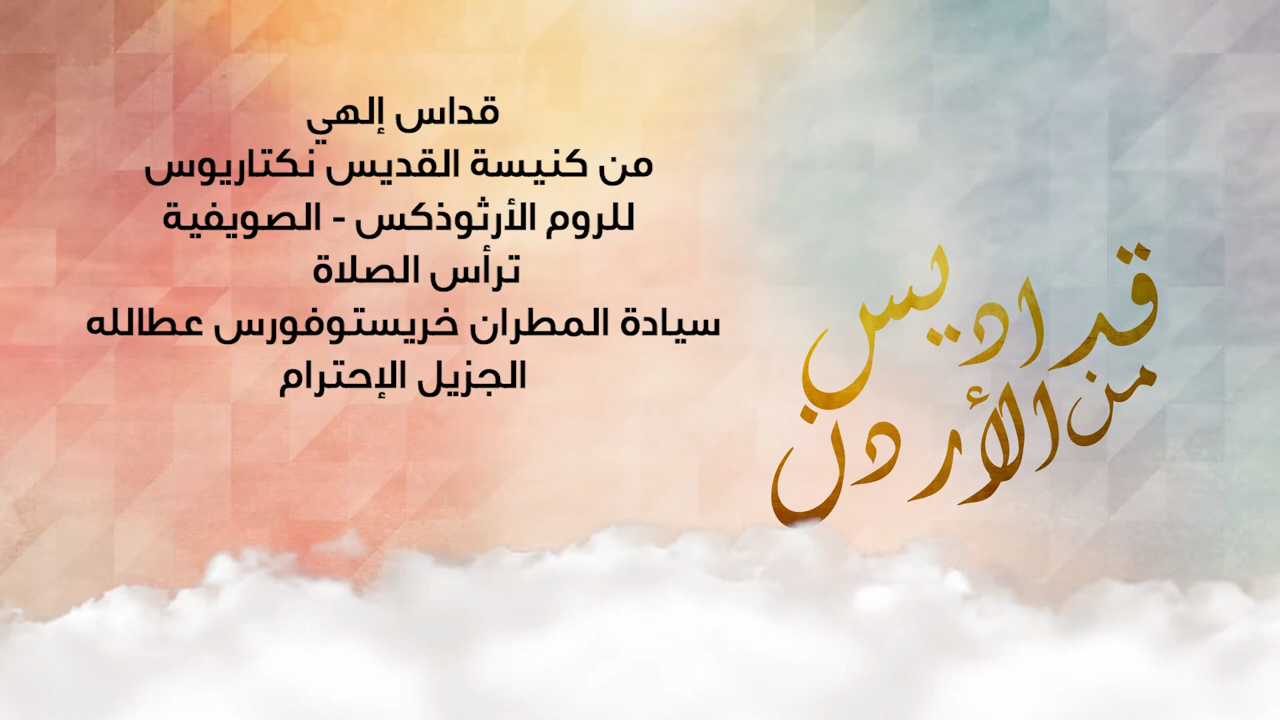 قداس إلهي
من كنيسة القديس نكتاريوس
للروم الأرثوذكس - الصويفية
ترأس الصلاة
سيادة المطران خريستوفورس عطالله
الجزيل الإحترام
قداديس
من الأردن